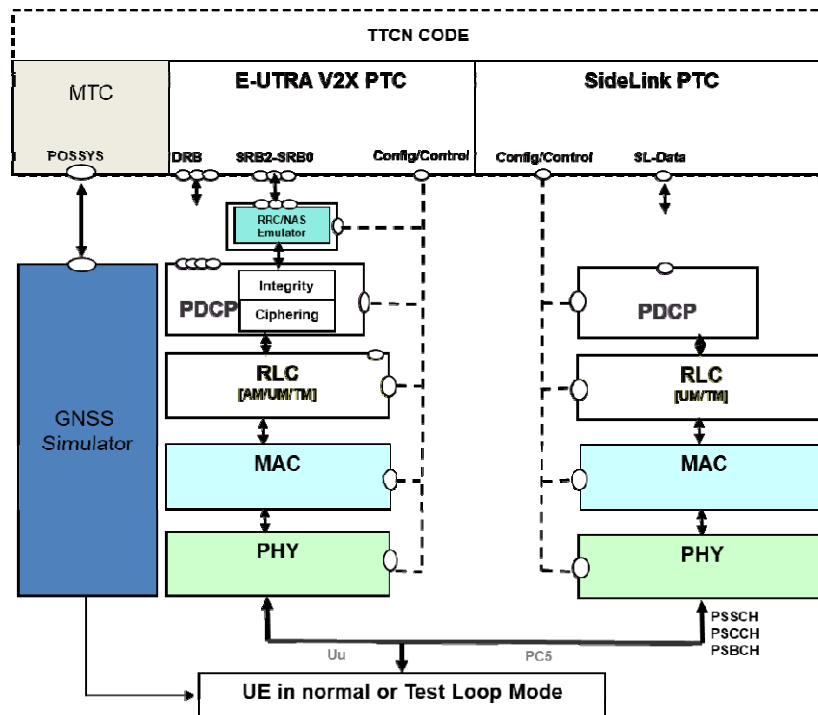 TTCN CODE
MTC
E-UTRA V2X PTC
SideLink PTC
POSSYS
DRB
SRB2-SRB0
Config/Control
Config/Control
SL-Data
RRC/NAS
Emulator
Integrity
PDCP
Ciphering
PDCP
RLC
[AM/UM/TM]
RLC
[UM/TM]
GNSS
Simulator
MAC
MAC
PHY
PHY
PSSCH
PSCCH
PSBCH
Uu
PC5
UE in normal or Test Loop Mode